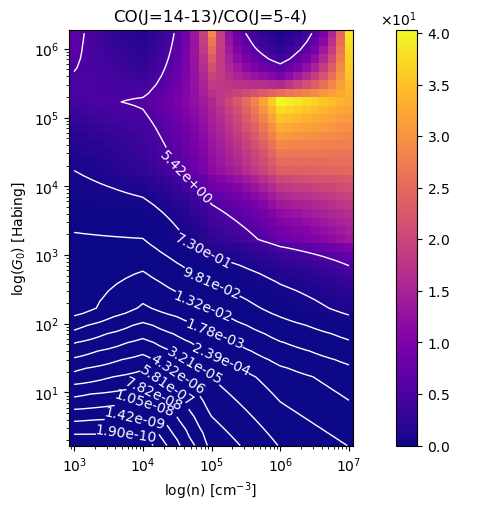 CO(J=14-13)/CO(J=5-4)
×10¹
10⁶
10⁵
10⁴
10³
10²
10¹
log(G₀) [Habing]
5.42e+00
7.30e-01
9.81e-02
1.32e-02
1.78e-03
2.39e-04
3.21e-05
4.32e-06
5.81e-07
7.82e-08
1.05e-08
1.42e-09
1.90e-10
10³ 10⁴ 10⁵ 10⁶ 10⁷
log(n) [cm⁻³]
4.0
3.5
3.0
2.5
2.0
1.5
1.0
0.5
0.0